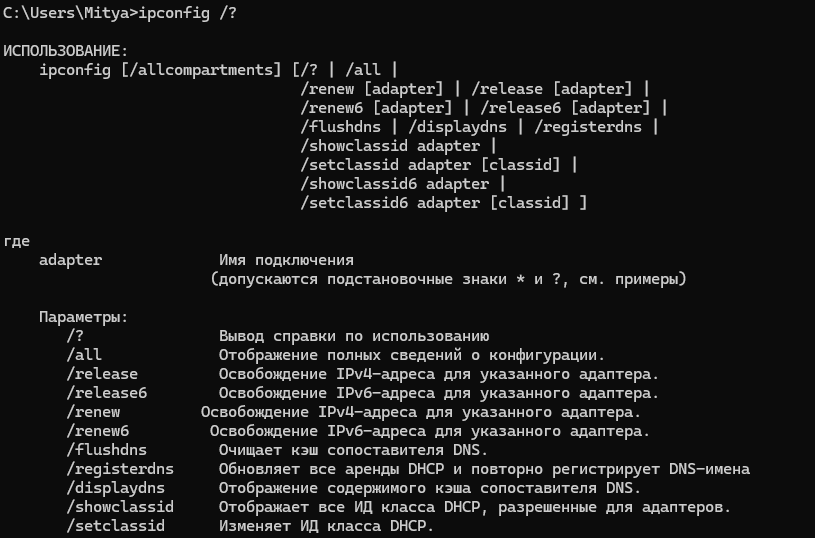 C:\Users\Mitya>ipconfig /?
ИСПОЛЬЗОВАНИЕ:
ipconfig [/allcompartments] [/? | /all |
/renew [adapter] | /release [adapter] |
/renew6 [adapter] | /release6 [adapter] |
/flushdns | /displaydns | /registerdns |
/showclassid adapter |
/setclassid adapter [classid] |
/showclassid6 adapter |
/setclassid6 adapter [classid] ]
где
adapter Имя подключения
(допускаются подстановочные знаки * и ?, см. примеры)
Параметры:
/? Вывод справки по использованию
/all Отображение полных сведений о конфигурации.
/release Освобождение IPv4-адреса для указанного адаптера.
/release6 Освобождение IPv6-адреса для указанного адаптера.
/renew Освобождение IPv4-адреса для указанного адаптера.
/renew6 Освобождение IPv6-адреса для указанного адаптера.
/flushdns Очищает кэш сопоставителя DNS.
/registerdns Обновляет все аренды DHCP и повторно регистрирует DNS-имена
/displaydns Отображение содержимого кэша сопоставителя DNS.
/showclassid Отображает все ИД класса DHCP, разрешенные для адаптеров.
/setclassid Изменяет ИД класса DHCP.